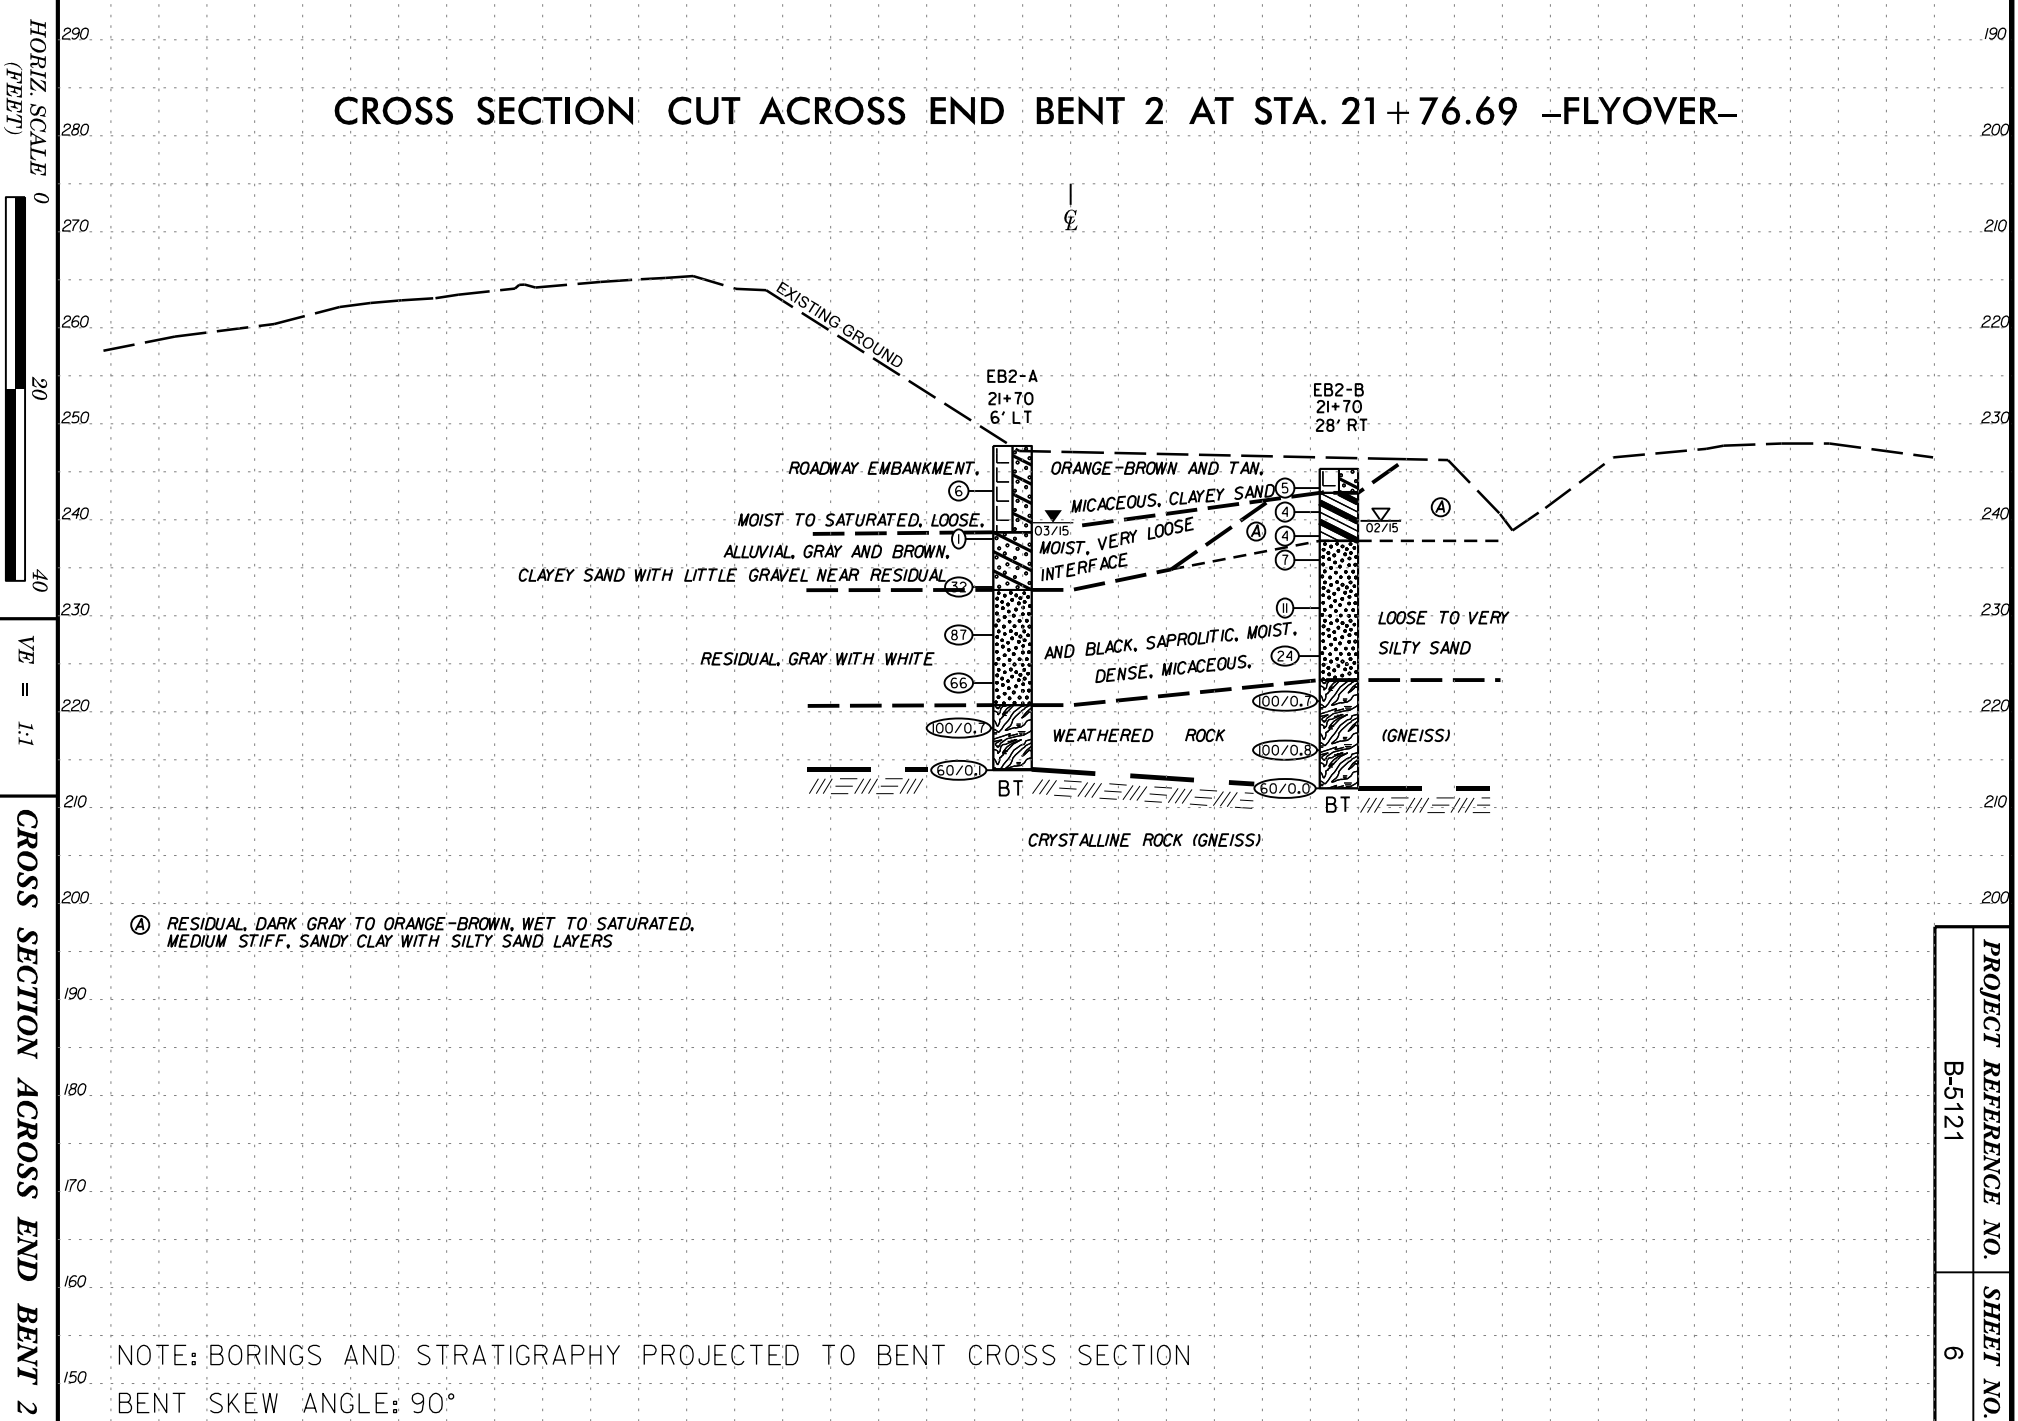 CROSS SECTION CUT ACROSS END BENT 2 AT STA. 21+76.69 –FLYOVER–
HORIZ. SCALE
(FEET)
0
20
40
VE = 1:1
CROSS SECTION ACROSS END BENT 2
290
280
270
260
250
240
230
220
210
200
190
180
170
160
150
190
200
210
220
230
240
230
220
210
200
℄
EXISTING GROUND
EB2-A
21+70
6' LT
EB2-B
21+70
28' RT
ROADWAY EMBANKMENT,
ORANGE-BROWN AND TAN,
6
5
MICACEOUS, CLAYEY SAND
MOIST TO SATURATED, LOOSE,
03/15
4
A
A
02/15
1
MOIST, VERY LOOSE
4
ALLUVIAL, GRAY AND BROWN,
INTERFACE
7
CLAYEY SAND WITH LITTLE GRAVEL NEAR RESIDUAL
32
11
LOOSE TO VERY
87
AND BLACK, SAPROLITIC, MOIST,
SILTY SAND
RESIDUAL, GRAY WITH WHITE
24
DENSE, MICACEOUS,
66
100/0.7
100/0.7
WEATHERED ROCK
(GNEISS)
100/0.8
60/0.1
60/0.0
BT
BT
CRYSTALLINE ROCK (GNEISS)
A RESIDUAL, DARK GRAY TO ORANGE-BROWN, WET TO SATURATED,
MEDIUM STIFF, SANDY CLAY WITH SILTY SAND LAYERS
NOTE: BORINGS AND STRATIGRAPHY PROJECTED TO BENT CROSS SECTION
BENT SKEW ANGLE: 90°
PROJECT REFERENCE NO. SHEET NO.
B-5121 6